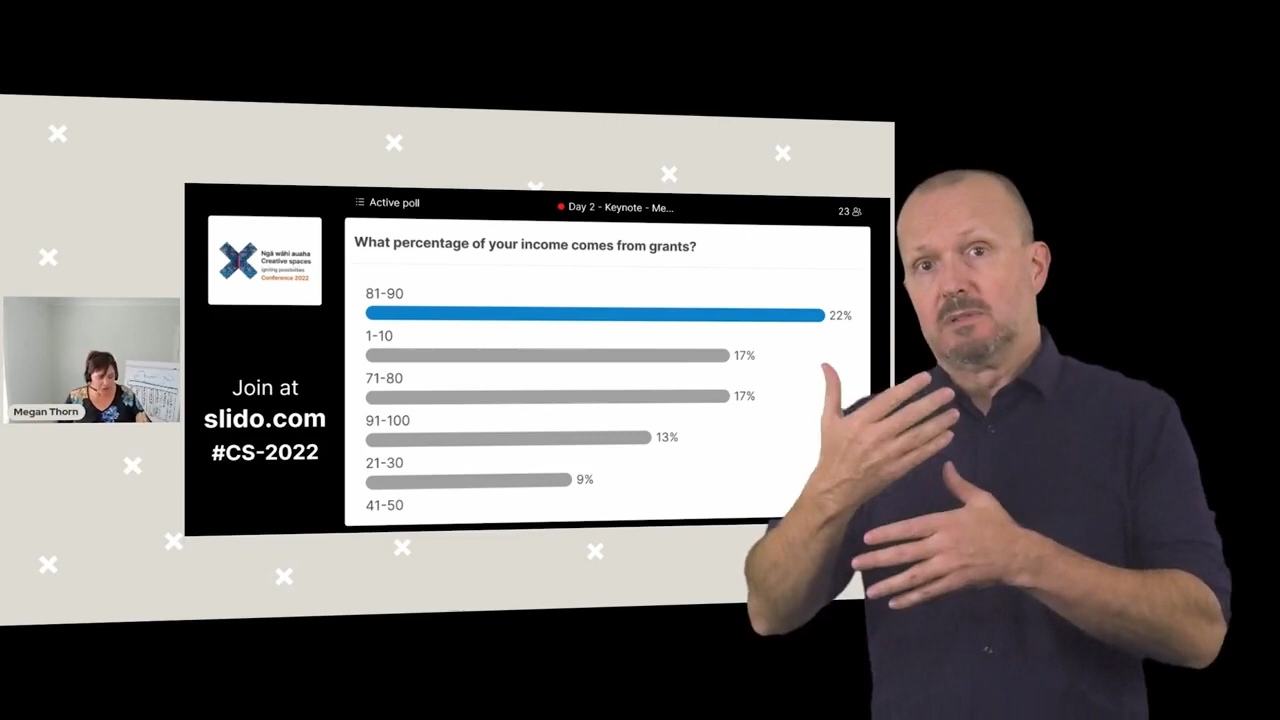 Active poll
Day 2 - Keynote - Me...
23
Ngā wāhi auaha
Creative spaces
igniting possibilities
Conference 2022
What percentage of your income comes from grants?
81-90
22%
1-10
17%
71-80
17%
91-100
13%
21-30
9%
41-50
Join at
slido.com
#CS-2022
Megan Thorn